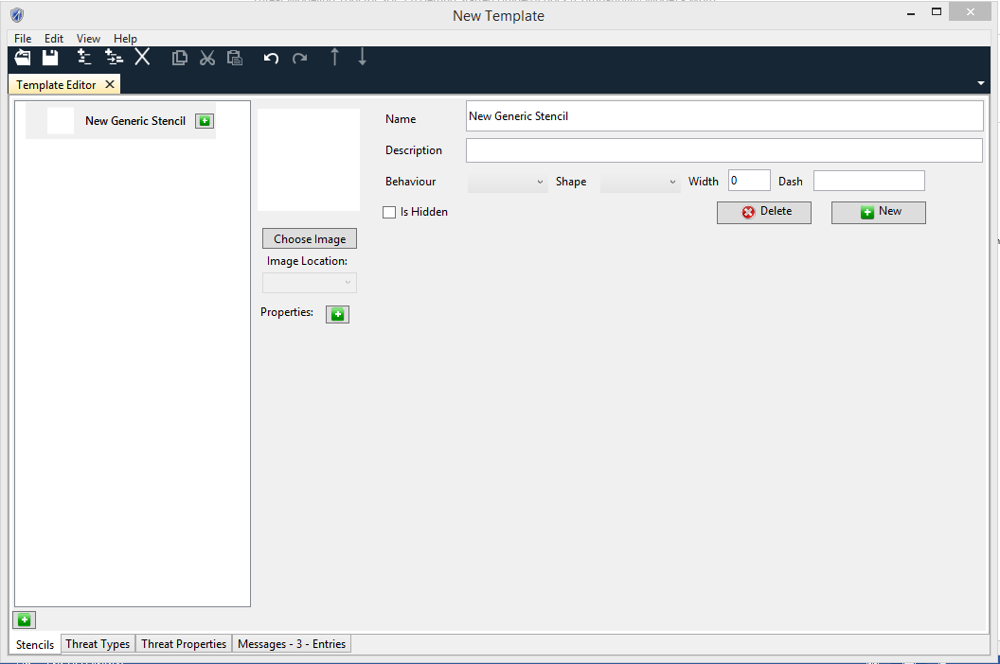 New Template
File Edit View Help
Template Editor
New Generic Stencil
Name New Generic Stencil
Description
Behaviour Shape Width 0 Dash
Is Hidden
Delete New
Choose Image
Image Location:
Properties:
Stencils Threat Types Threat Properties Messages - 3 - Entries